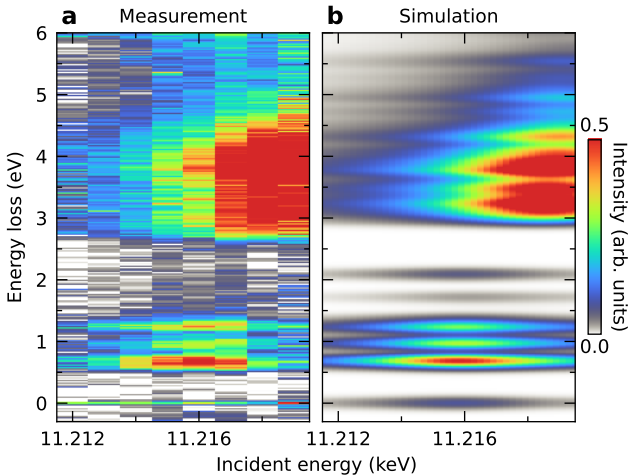 a Measurement
b Simulation
6
5
4
3
2
1
0
Energy loss (eV)
0.5
0.0
Intensity (arb. units)
11.212 11.216 11.212 11.216
Incident energy (keV)